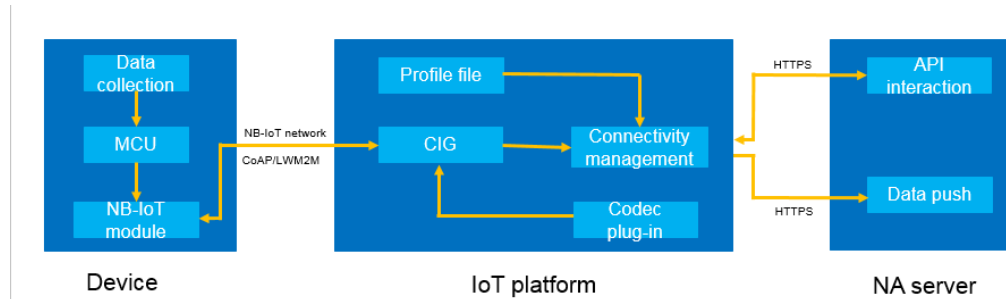 Data
collection
MCU
NB-IoT
module
Device
NB-IoT network
CoAP/LWM2M
Profile file
CIG
Connectivity
management
Codec
plug-in
IoT platform
HTTPS
HTTPS
API
interaction
Data push
NA server